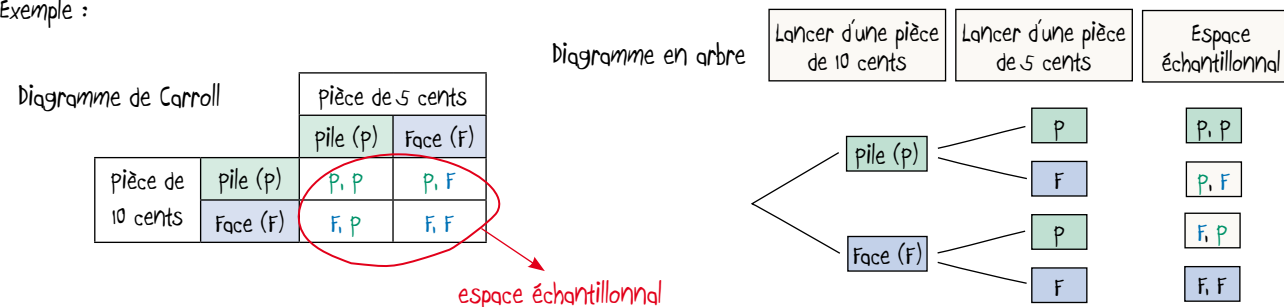 Exemple :
Diagramme de Carroll
pièce de 5 cents
pile (p) Face (F)
pièce de 10 cents
pile (p) p, p p, F
Face (F) F, p F, F
espace échantillonnal
Diagramme en arbre
Lancer d'une pièce de 10 cents
Lancer d'une pièce de 5 cents
Espace échantillonnal
pile (p)
p p, p
F p, F
Face (F)
p F, p
F F, F